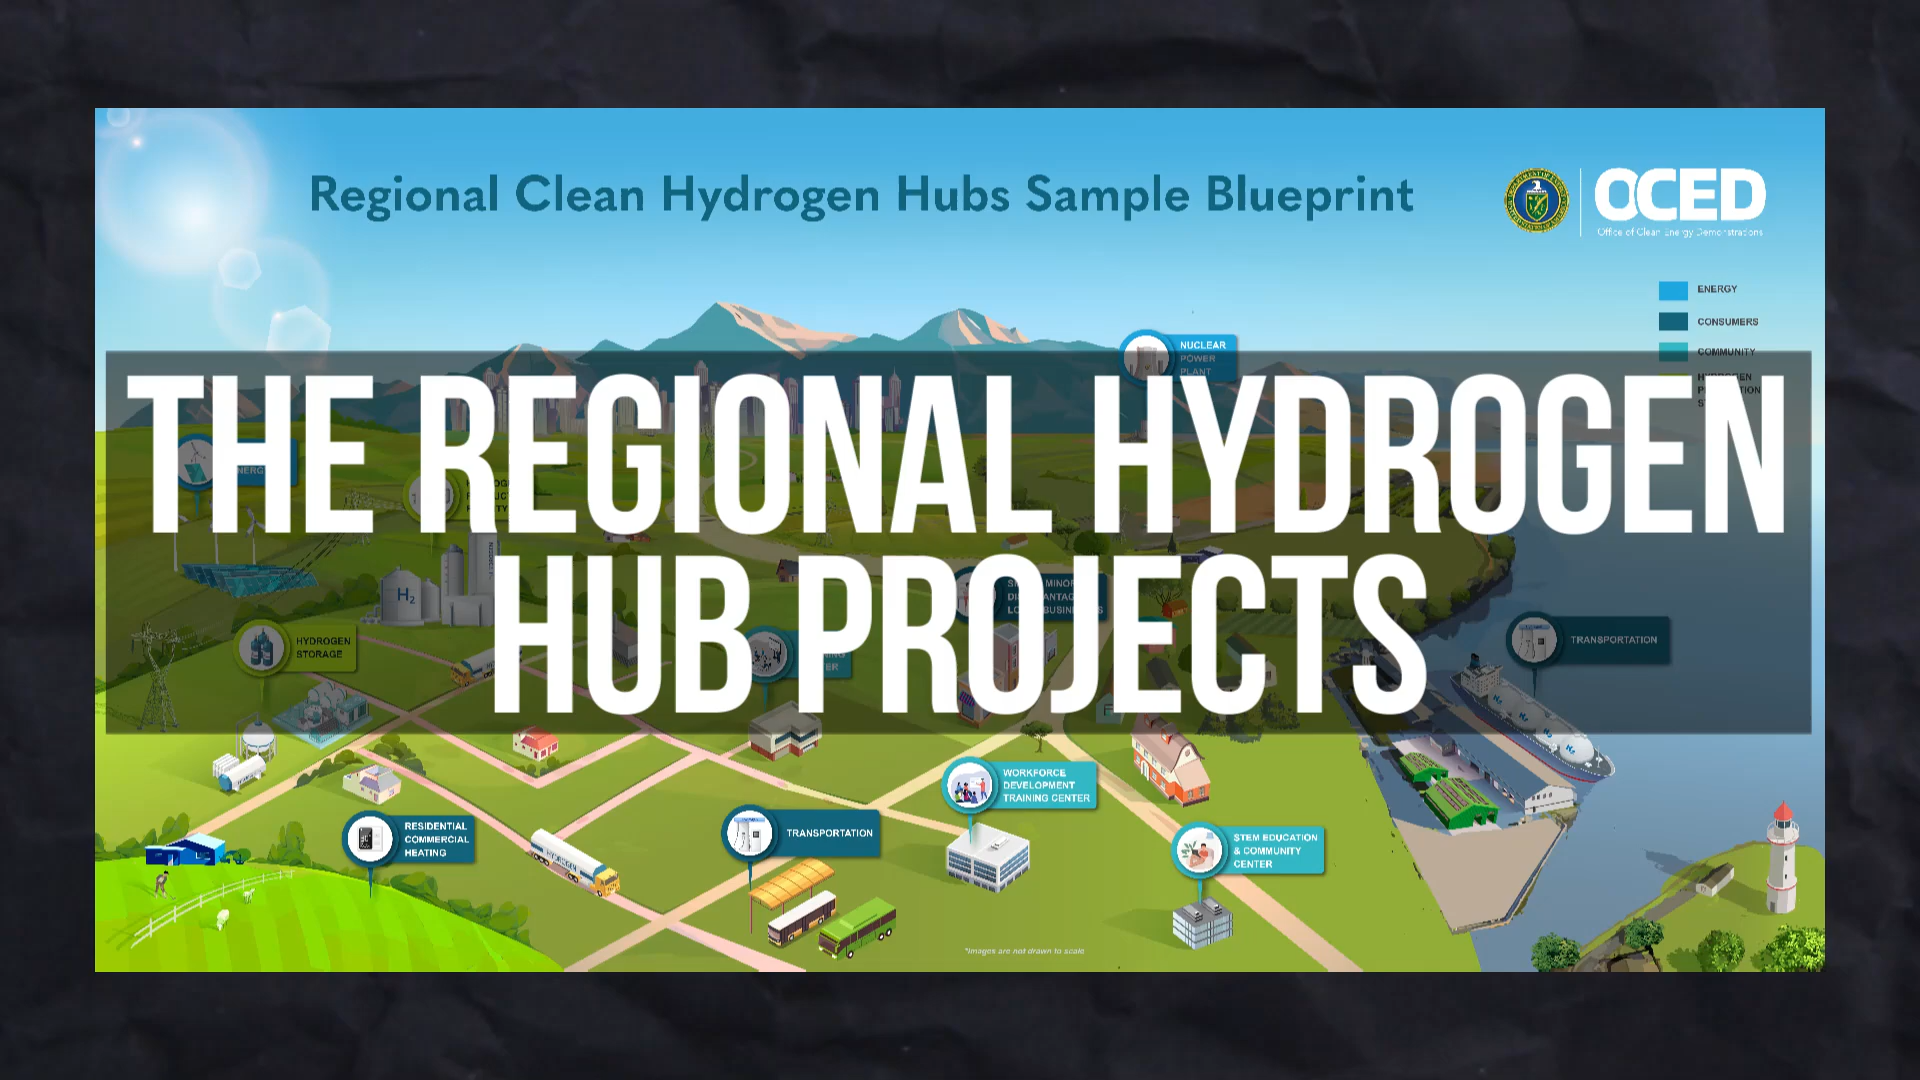 Regional Clean Hydrogen Hubs Sample Blueprint
OCED
Office of Clean Energy Demonstrations
ENERGY
CONSUMERS
COMMUNITY
NUCLEAR
POWER
PLANT
THE REGIONAL HYDROGEN
HUB PROJECTS
H₂
HYDROGEN
STORAGE
TRANSPORTATION
WORKFORCE
DEVELOPMENT
TRAINING CENTER
RESIDENTIAL
COMMERCIAL
HEATING
HYDROGEN
TRANSPORTATION
STEM EDUCATION
& COMMUNITY
CENTER
*Images are not drawn to scale